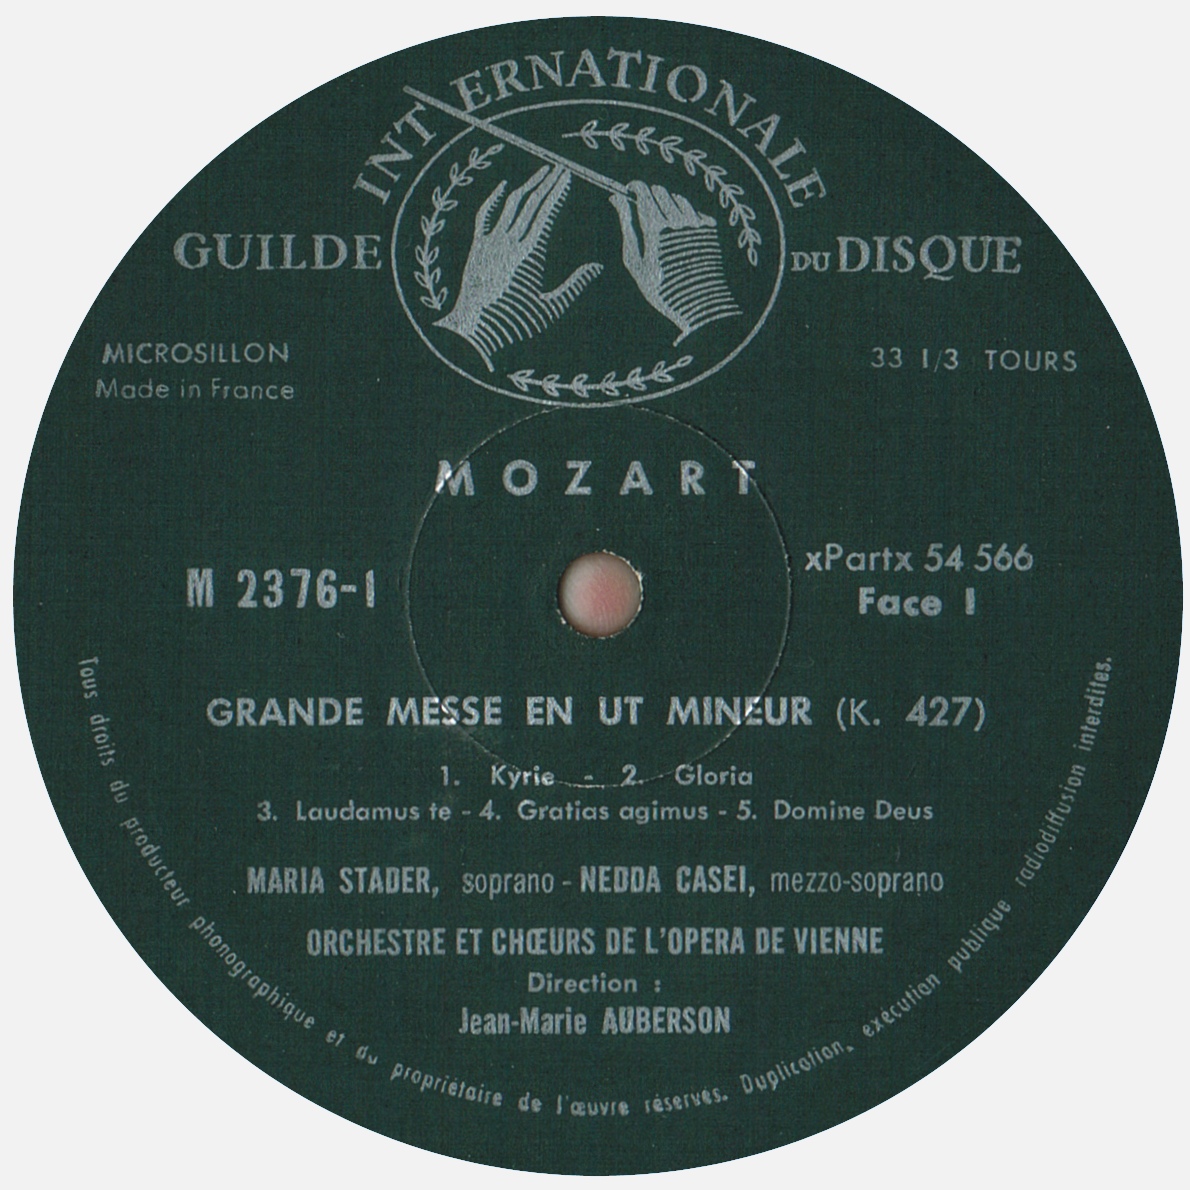 GUILDE INTERNATIONALE DU DISQUE
MICROSILLON
Made in France
33 1/3 TOURS
MOZART
M 2376-1
xPartx 54 566
Face 1
GRANDE MESSE EN UT MINEUR (K. 427)
1. Kyrie - 2. Gloria
3. Laudamus te - 4. Gratias agimus - 5. Domine Deus
MARIA STADER, soprano - NEDDA CASEI, mezzo-soprano
ORCHESTRE ET CHŒURS DE L'OPERA DE VIENNE
Direction :
Jean-Marie AUBERSON
Tous droits du producteur phonographique et du propriétaire de l'œuvre réservés. Duplication, exécution publique radiodiffusion interdites.